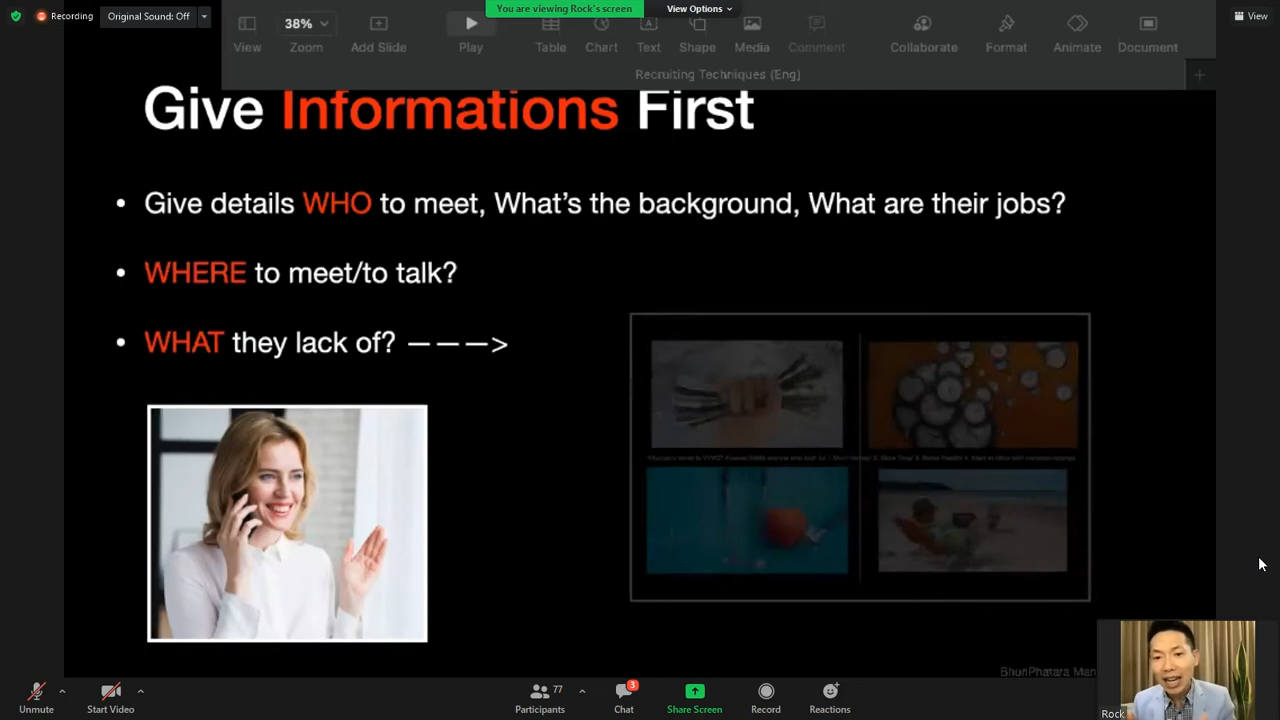 Recording
Original Sound: Off
You are viewing Rock's screen
View Options
View
38%
View
Zoom
Add Slide
Play
Table
Chart
Text
Shape
Media
Comment
Collaborate
Format
Animate
Document
Recruiting Techniques (Eng)
Give Informations First
• Give details WHO to meet, What's the background, What are their jobs?
• WHERE to meet/to talk?
• WHAT they lack of? — — — >
BhuriPhatara Man
Rock
Unmute
Start Video
77
Participants
3
Chat
Share Screen
Record
Reactions